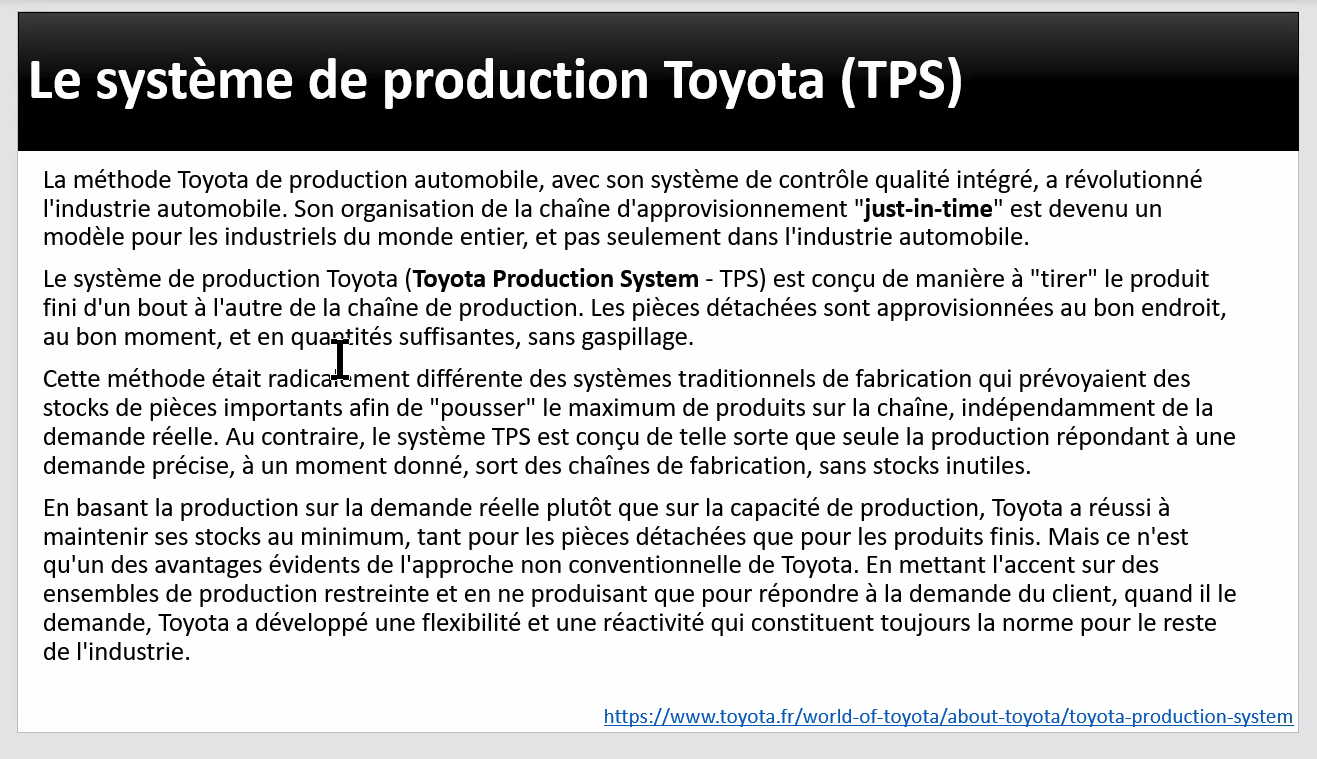 Le système de production Toyota (TPS)
La méthode Toyota de production automobile, avec son système de contrôle qualité intégré, a révolutionné
l'industrie automobile. Son organisation de la chaîne d'approvisionnement "just-in-time" est devenu un
modèle pour les industriels du monde entier, et pas seulement dans l'industrie automobile.
Le système de production Toyota (Toyota Production System - TPS) est conçu de manière à "tirer" le produit
fini d'un bout à l'autre de la chaîne de production. Les pièces détachées sont approvisionnées au bon endroit,
au bon moment, et en quantités suffisantes, sans gaspillage.
Cette méthode était radicalement différente des systèmes traditionnels de fabrication qui prévoyaient des
stocks de pièces importants afin de "pousser" le maximum de produits sur la chaîne, indépendamment de la
demande réelle. Au contraire, le système TPS est conçu de telle sorte que seule la production répondant à une
demande précise, à un moment donné, sort des chaînes de fabrication, sans stocks inutiles.
En basant la production sur la demande réelle plutôt que sur la capacité de production, Toyota a réussi à
maintenir ses stocks au minimum, tant pour les pièces détachées que pour les produits finis. Mais ce n'est
qu'un des avantages évidents de l'approche non conventionnelle de Toyota. En mettant l'accent sur des
ensembles de production restreinte et en ne produisant que pour répondre à la demande du client, quand il le
demande, Toyota a développé une flexibilité et une réactivité qui constituent toujours la norme pour le reste
de l'industrie.
https://www.toyota.fr/world-of-toyota/about-toyota/toyota-production-system